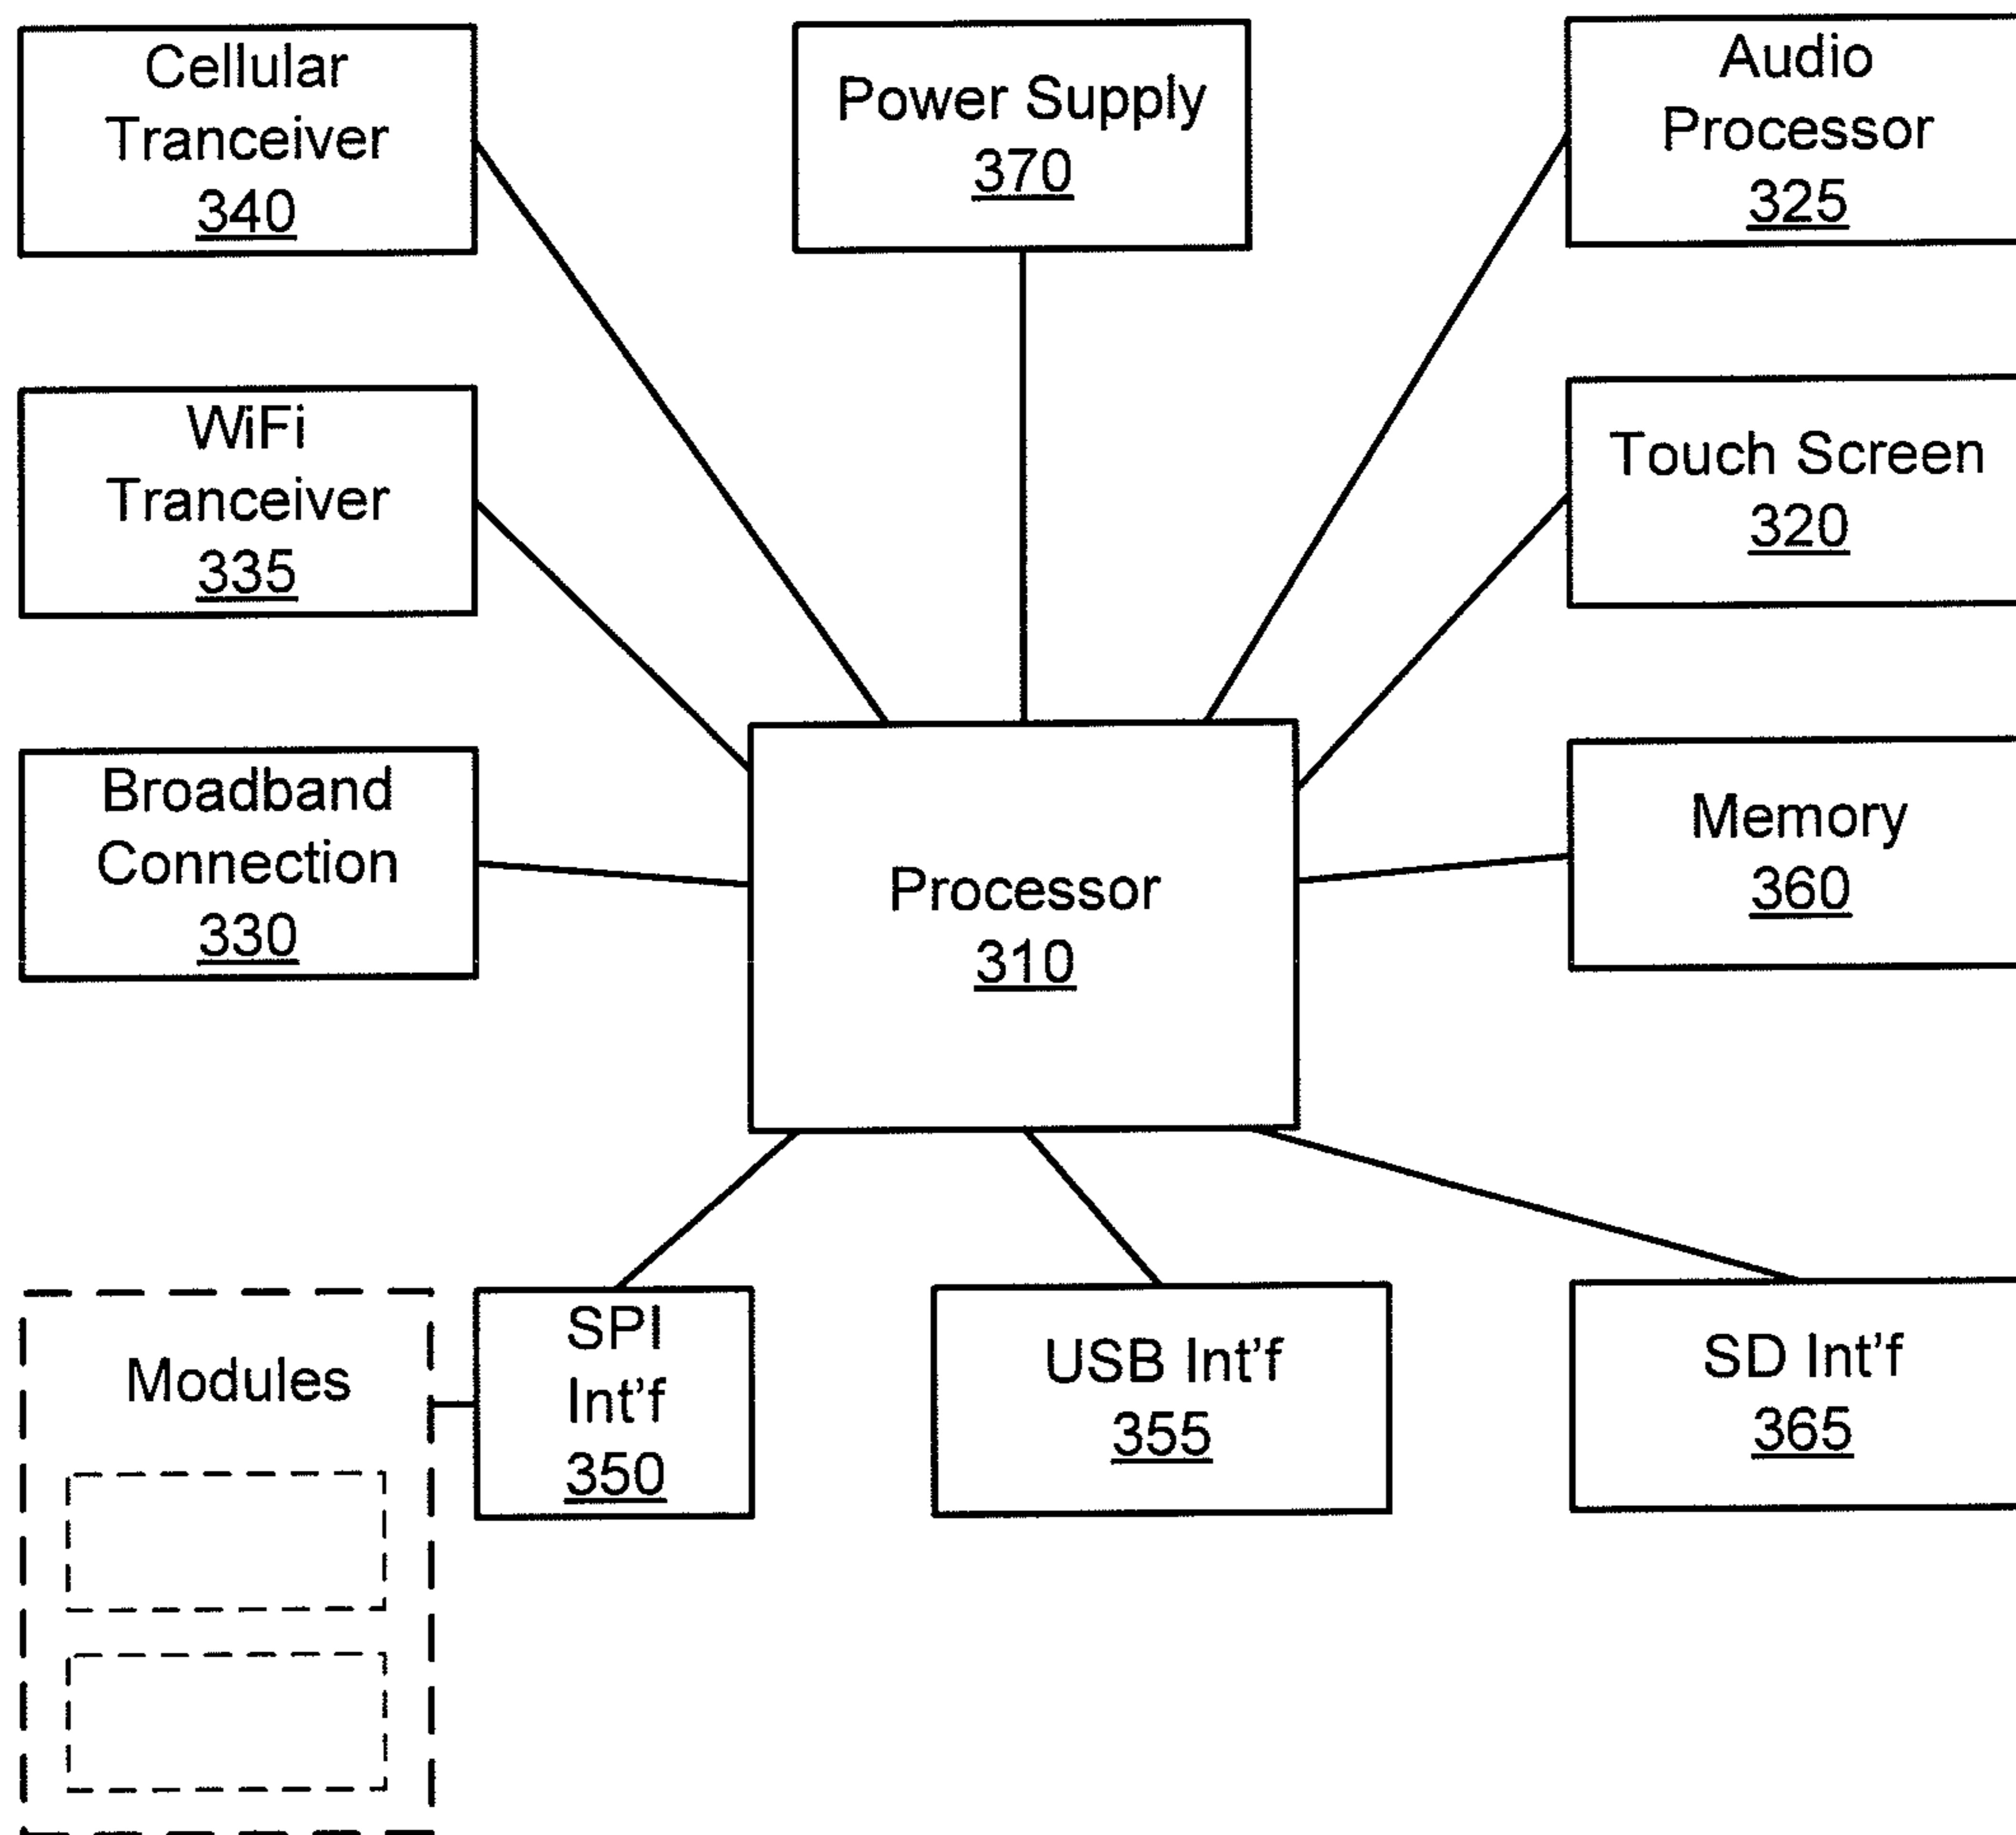 Cellular
Tranceiver
340
Power Supply
370
Audio
Processor
325
WiFi
Tranceiver
335
Touch Screen
320
Broadband
Connection
330
Processor
310
Memory
360
Modules
SPI
Int'f
350
USB Int'f
355
SD Int'f
365